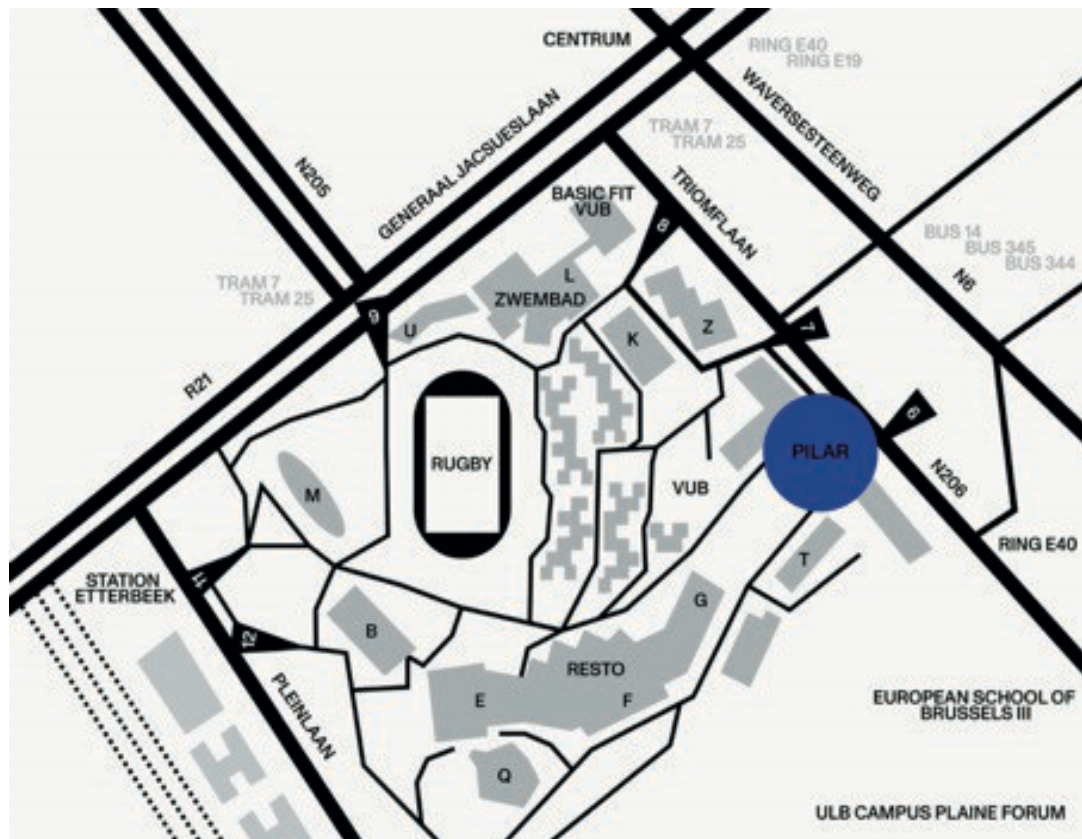 CENTRUM
RING E40
RING E19
WAVERSESTEENWEG
N205
GENERAAL JACSUESLAAN
TRAM 7
TRAM 25
TRIOMFLAAN
BASIC FIT
VUB
8
BUS 14
BUS 345
BUS 344
N6
TRAM 7
TRAM 25
L
ZWEMBAD
9
U
K
Z
7
R21
RUGBY
PILAR
6
M
VUB
N206
RING E40
STATION
ETTERBEEK
11
T
G
12
B
RESTO
PLEINLAAN
E
F
EUROPEAN SCHOOL OF
BRUSSELS III
Q
ULB CAMPUS PLAINE FORUM